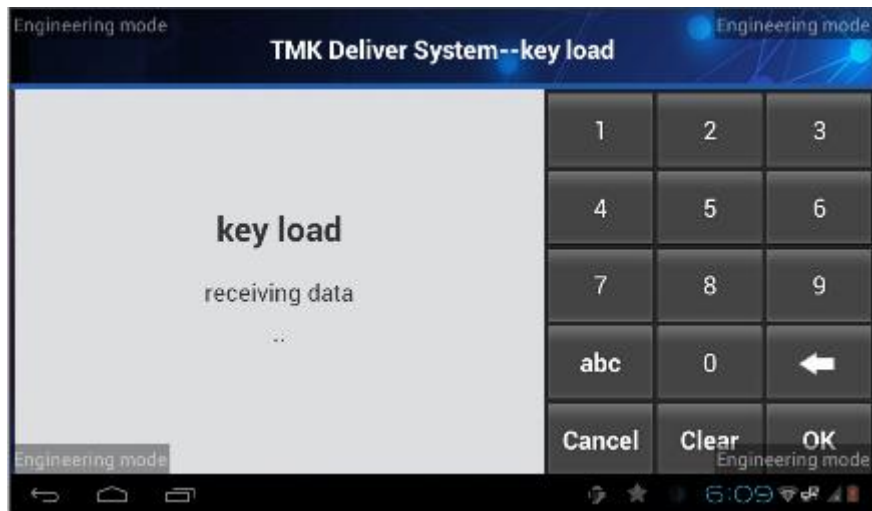 Engineering mode
Engineering mode
TMK Deliver System--key load
1 2 3
key load
4 5 6
receiving data
..
7 8 9
abc 0
Cancel Clear OK
Engineering mode
Engineering mode
6:09